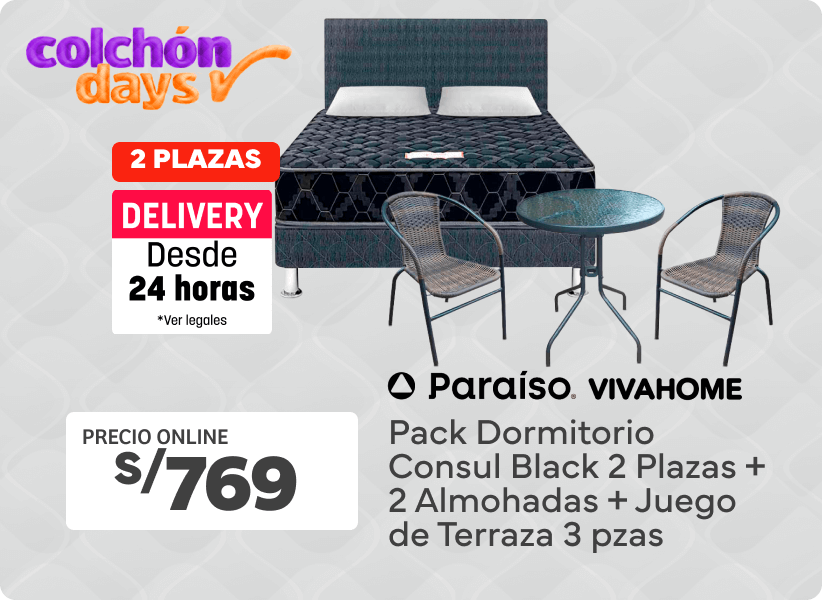 colchón
days
2 PLAZAS
DELIVERY
Desde
24 horas
*Ver legales
Paraíso® VIVAHOME
PRECIO ONLINE
S/769
Pack Dormitorio
Consul Black 2 Plazas +
2 Almohadas + Juego
de Terraza 3 pzas